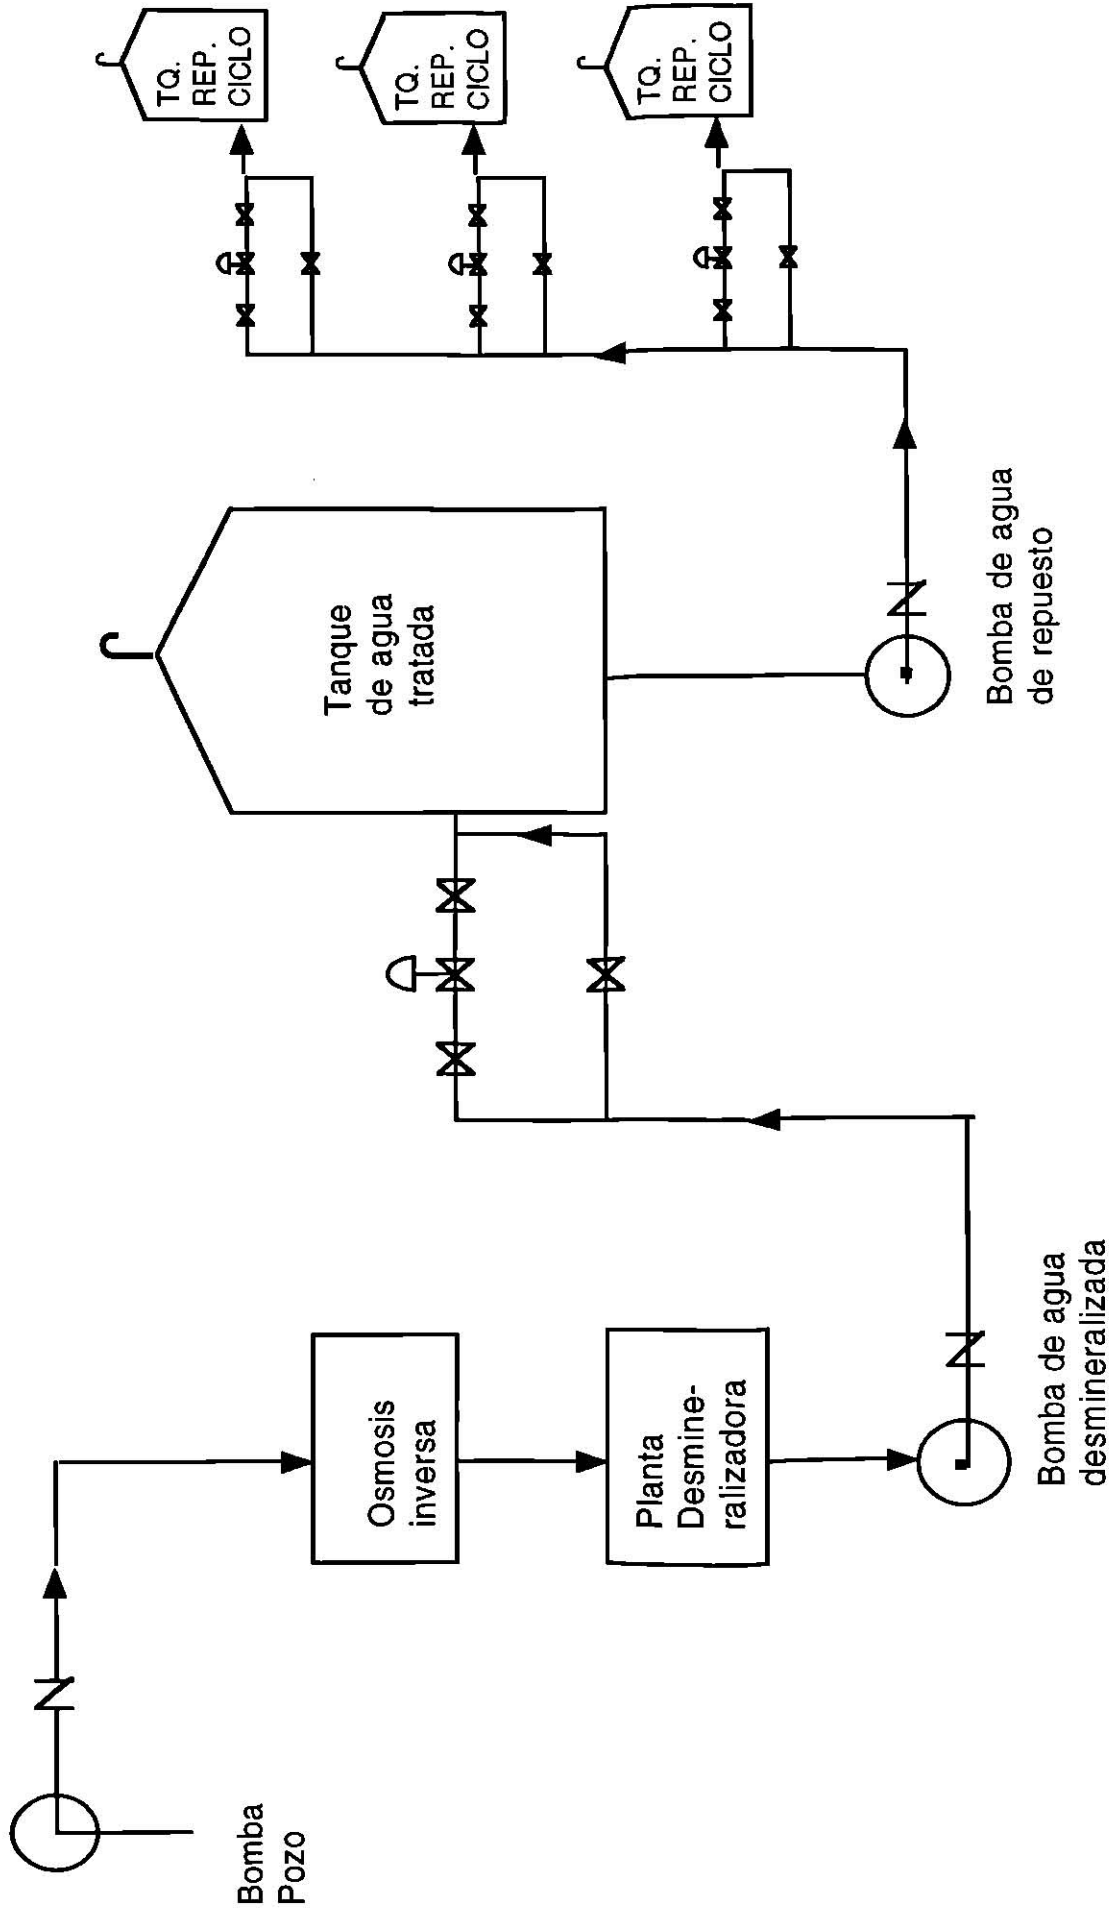 Bomba
Pozo
Osmosis
inversa
Planta
Desmine-
ralizadora
Bomba de agua
desmineralizada
Tanque
de agua
tratada
Bomba de agua
de repuesto
TQ.
REP.
CICLO
TQ.
REP.
CICLO
TQ.
REP.
CICLO